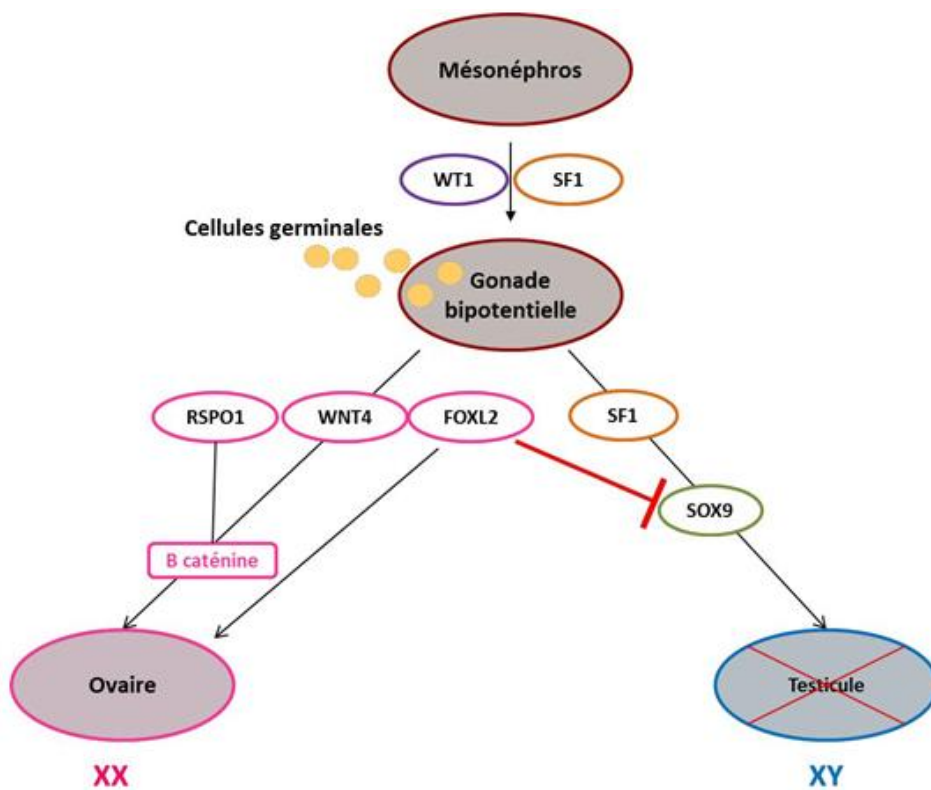 Mésonéphros
WT1
SF1
Cellules germinales
Gonade
bipotentielle
RSPO1
WNT4
FOXL2
SF1
SOX9
B caténine
Ovaire
Testicule
XX
XY